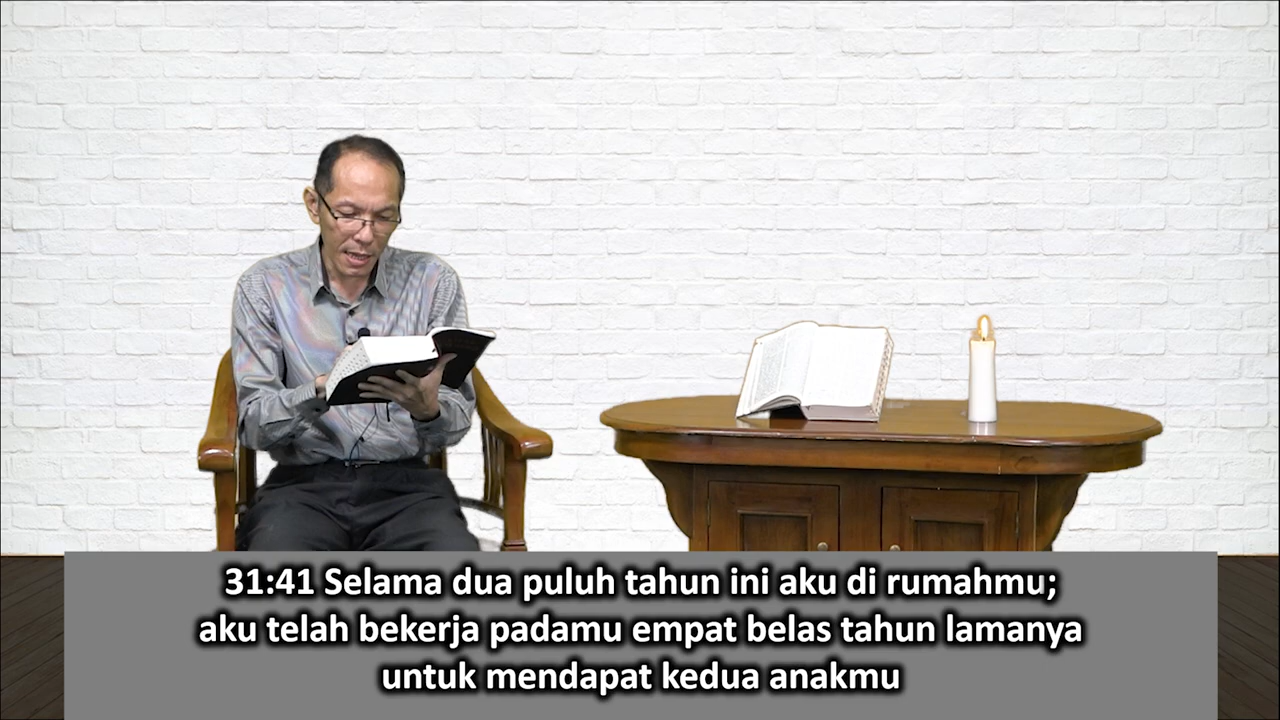 31:41 Selama dua puluh tahun ini aku di rumahmu;
aku telah bekerja padamu empat belas tahun lamanya
untuk mendapat kedua anakmu